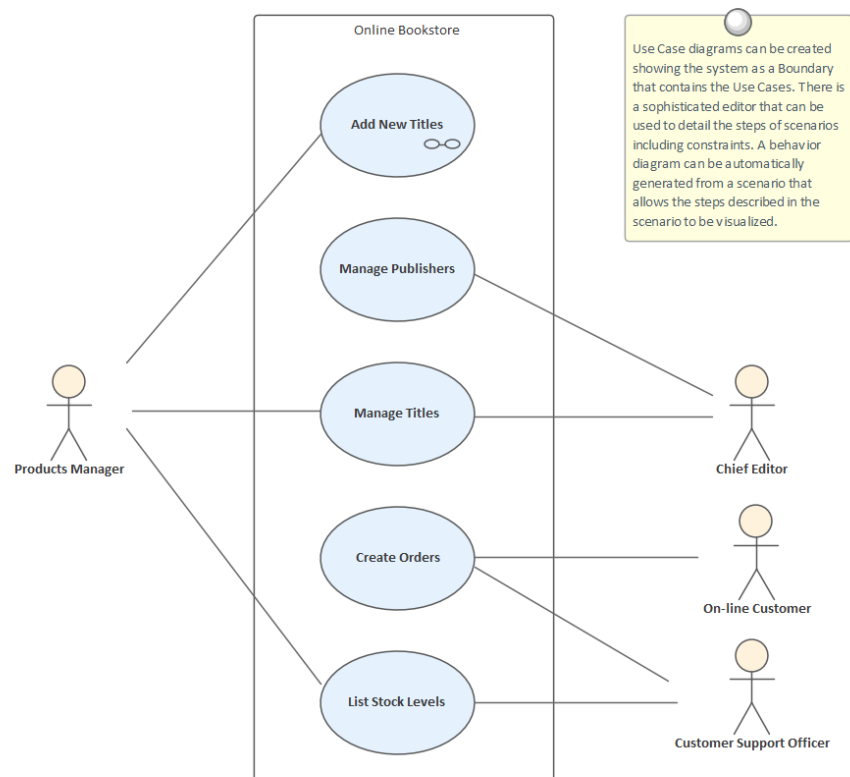 Online Bookstore
Use Case diagrams can be created
showing the system as a Boundary
that contains the Use Cases. There is
a sophisticated editor that can be
used to detail the steps of scenarios
including constraints. A behavior
diagram can be automatically
generated from a scenario that
allows the steps described in the
scenario to be visualized.
Add New Titles
Manage Publishers
Manage Titles
Products Manager
Chief Editor
Create Orders
On-line Customer
List Stock Levels
Customer Support Officer